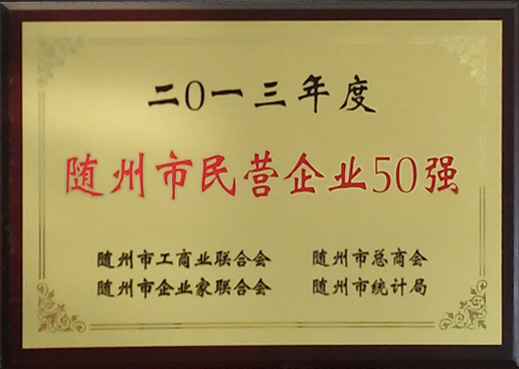 二0一三年度
随州市民营企业50强
随州市工商业联合会 随州市总商会
随州市企业家联合会 随州市统计局